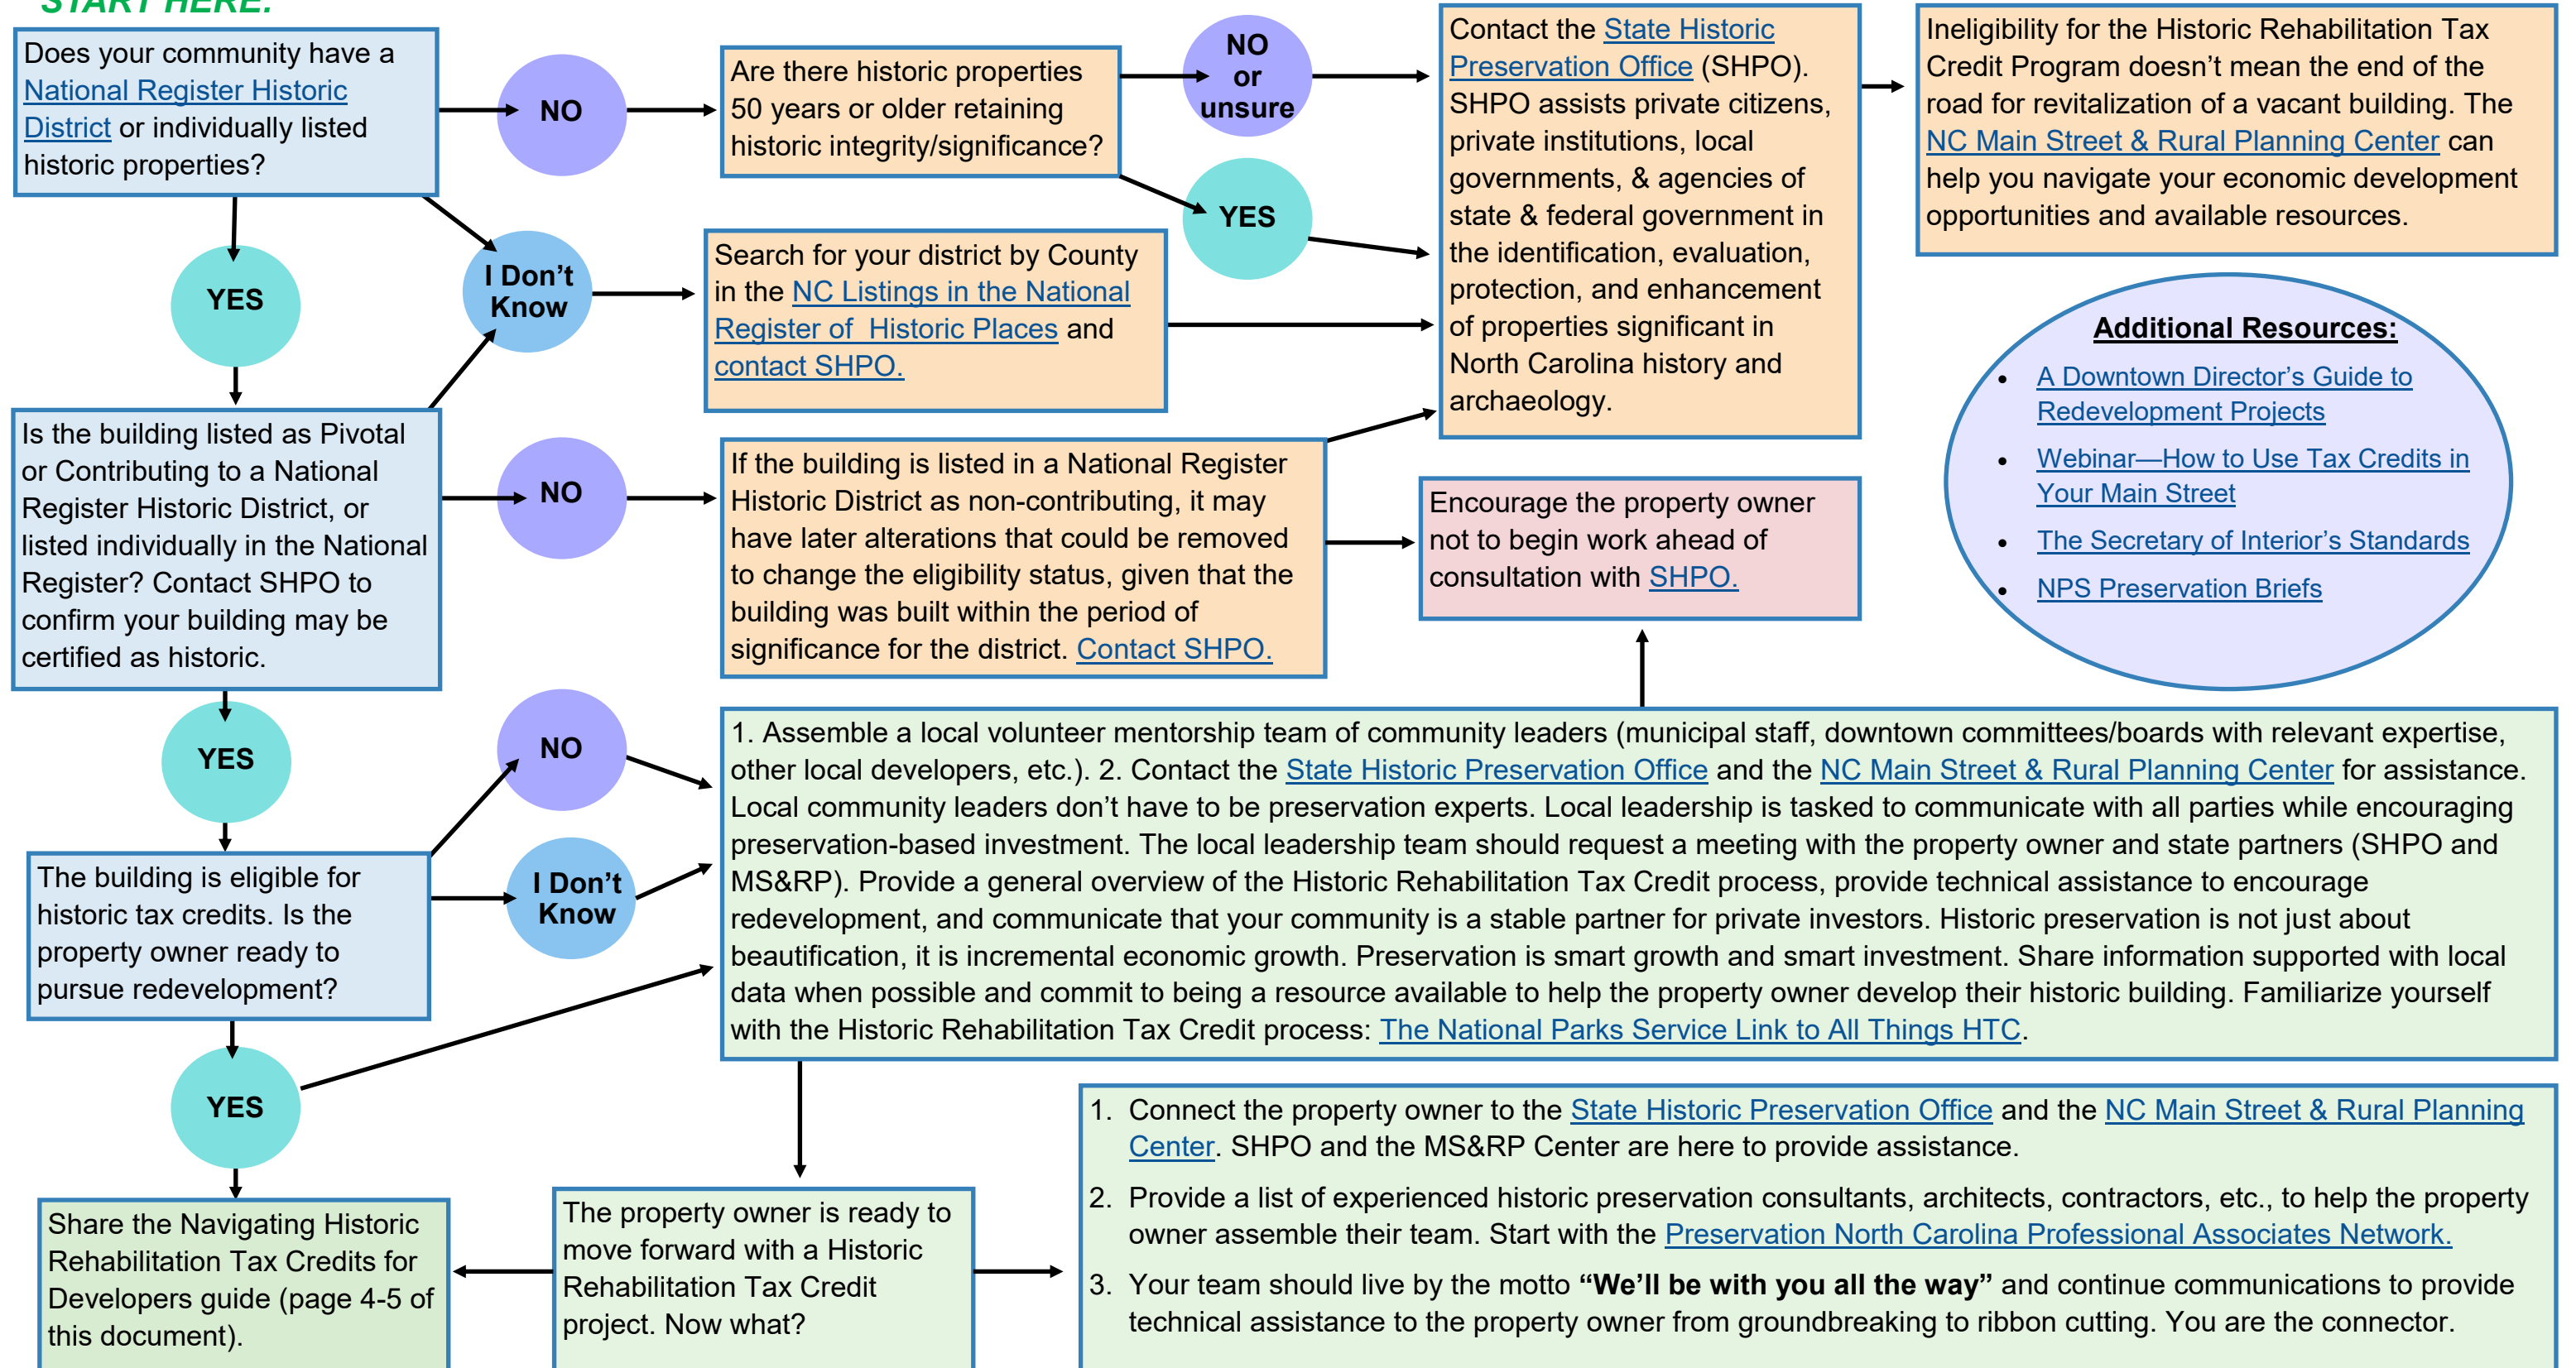 START HERE:
Does your community have a
National Register Historic
District or individually listed
historic properties?
NO
Are there historic properties
50 years or older retaining
historic integrity/significance?
NO
or
unsure
YES
Contact the State Historic
Preservation Office (SHPO).
SHPO assists private citizens,
private institutions, local
governments, & agencies of
state & federal government in
the identification, evaluation,
protection, and enhancement
of properties significant in
North Carolina history and
archaeology.
Ineligibility for the Historic Rehabilitation Tax
Credit Program doesn’t mean the end of the
road for revitalization of a vacant building. The
NC Main Street & Rural Planning Center can
help you navigate your economic development
opportunities and available resources.
YES
I Don’t
Know
Search for your district by County
in the NC Listings in the National
Register of Historic Places and
contact SHPO.
Additional Resources:
• A Downtown Director’s Guide to
Redevelopment Projects
• Webinar—How to Use Tax Credits in
Your Main Street
• The Secretary of Interior’s Standards
• NPS Preservation Briefs
Is the building listed as Pivotal
or Contributing to a National
Register Historic District, or
listed individually in the National
Register? Contact SHPO to
confirm your building may be
certified as historic.
NO
If the building is listed in a National Register
Historic District as non-contributing, it may
have later alterations that could be removed
to change the eligibility status, given that the
building was built within the period of
significance for the district. Contact SHPO.
Encourage the property owner
not to begin work ahead of
consultation with SHPO.
YES
NO
I Don’t
Know
The building is eligible for
historic tax credits. Is the
property owner ready to
pursue redevelopment?
1. Assemble a local volunteer mentorship team of community leaders (municipal staff, downtown committees/boards with relevant expertise,
other local developers, etc.). 2. Contact the State Historic Preservation Office and the NC Main Street & Rural Planning Center for assistance.
Local community leaders don’t have to be preservation experts. Local leadership is tasked to communicate with all parties while encouraging
preservation-based investment. The local leadership team should request a meeting with the property owner and state partners (SHPO and
MS&RP). Provide a general overview of the Historic Rehabilitation Tax Credit process, provide technical assistance to encourage
redevelopment, and communicate that your community is a stable partner for private investors. Historic preservation is not just about
beautification, it is incremental economic growth. Preservation is smart growth and smart investment. Share information supported with local
data when possible and commit to being a resource available to help the property owner develop their historic building. Familiarize yourself
with the Historic Rehabilitation Tax Credit process: The National Parks Service Link to All Things HTC.
YES
Share the Navigating Historic
Rehabilitation Tax Credits for
Developers guide (page 4-5 of
this document).
The property owner is ready to
move forward with a Historic
Rehabilitation Tax Credit
project. Now what?
1. Connect the property owner to the State Historic Preservation Office and the NC Main Street & Rural Planning
Center. SHPO and the MS&RP Center are here to provide assistance.
2. Provide a list of experienced historic preservation consultants, architects, contractors, etc., to help the property
owner assemble their team. Start with the Preservation North Carolina Professional Associates Network.
3. Your team should live by the motto “We’ll be with you all the way” and continue communications to provide
technical assistance to the property owner from groundbreaking to ribbon cutting. You are the connector.